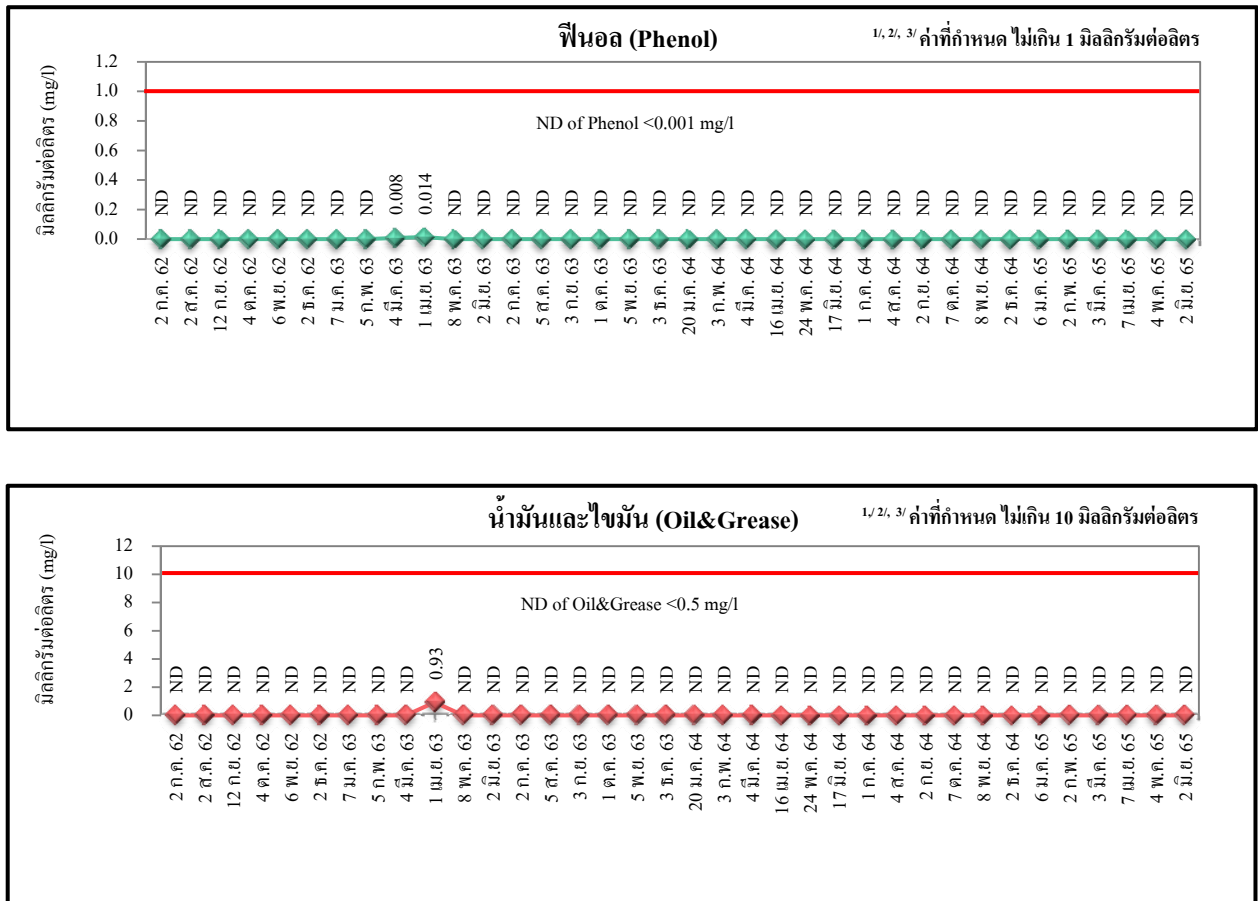 ฟีนอล (Phenol)
1/, 2/, 3/ ค่าที่กำหนด ไม่เกิน 1 มิลลิกรัมต่อลิตร
มิลลิกรัมต่อลิตร (mg/l)
1.2
1.0
0.8
0.6
0.4
0.2
0.0
ND of Phenol <0.001 mg/l
ND ND ND ND ND ND ND ND 0.008 0.014 ND ND ND ND ND ND ND ND ND ND ND ND ND ND ND ND ND ND ND ND ND ND ND ND ND ND
2 ก.ค. 62
2 ส.ค. 62
12 ก.ย. 62
4 ต.ค. 62
6 พ.ย. 62
2 ธ.ค. 62
7 ม.ค. 63
5 ก.พ. 63
4 มี.ค. 63
1 เม.ย. 63
8 พ.ค. 63
2 มิ.ย. 63
2 ก.ค. 63
5 ส.ค. 63
3 ก.ย. 63
1 ต.ค. 63
5 พ.ย. 63
3 ธ.ค. 63
20 ม.ค. 64
3 ก.พ. 64
4 มี.ค. 64
16 เม.ย. 64
24 พ.ค. 64
17 มิ.ย. 64
1 ก.ค. 64
4 ส.ค. 64
2 ก.ย. 64
7 ต.ค. 64
8 พ.ย. 64
2 ธ.ค. 64
6 ม.ค. 65
2 ก.พ. 65
3 มี.ค. 65
7 เม.ย. 65
4 พ.ค. 65
2 มิ.ย. 65
น้ำมันและไขมัน (Oil&Grease)
1,/ 2/, 3/ ค่าที่กำหนด ไม่เกิน 10 มิลลิกรัมต่อลิตร
มิลลิกรัมต่อลิตร (mg/l)
12
10
8
6
4
2
0
ND of Oil&Grease <0.5 mg/l
ND ND ND ND ND ND ND ND ND 0.93 ND ND ND ND ND ND ND ND ND ND ND ND ND ND ND ND ND ND ND ND ND ND ND ND ND ND
2 ก.ค. 62
2 ส.ค. 62
12 ก.ย. 62
4 ต.ค. 62
6 พ.ย. 62
2 ธ.ค. 62
7 ม.ค. 63
5 ก.พ. 63
4 มี.ค. 63
1 เม.ย. 63
8 พ.ค. 63
2 มิ.ย. 63
2 ก.ค. 63
5 ส.ค. 63
3 ก.ย. 63
1 ต.ค. 63
5 พ.ย. 63
3 ธ.ค. 63
20 ม.ค. 64
3 ก.พ. 64
4 มี.ค. 64
16 เม.ย. 64
24 พ.ค. 64
17 มิ.ย. 64
1 ก.ค. 64
4 ส.ค. 64
2 ก.ย. 64
7 ต.ค. 64
8 พ.ย. 64
2 ธ.ค. 64
6 ม.ค. 65
2 ก.พ. 65
3 มี.ค. 65
7 เม.ย. 65
4 พ.ค. 65
2 มิ.ย. 65